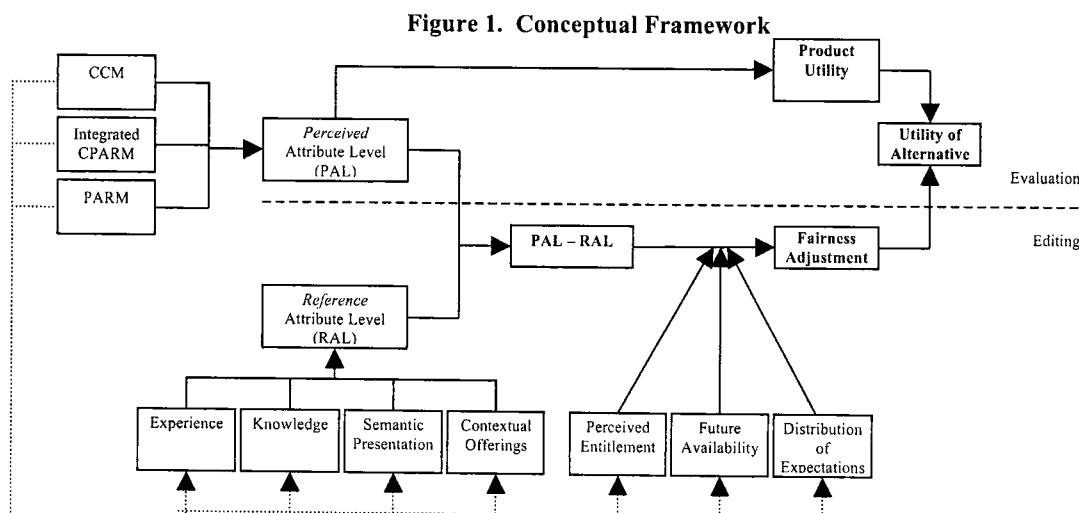 Figure 1. Conceptual Framework
CCM
Integrated
CPARM
PARM
Perceived
Attribute Level
(PAL)
Product
Utility
Utility of
Alternative
Evaluation
Editing
PAL – RAL
Fairness
Adjustment
Reference
Attribute Level
(RAL)
Experience
Knowledge
Semantic
Presentation
Contextual
Offerings
Perceived
Entitlement
Future
Availability
Distribution
of
Expectations